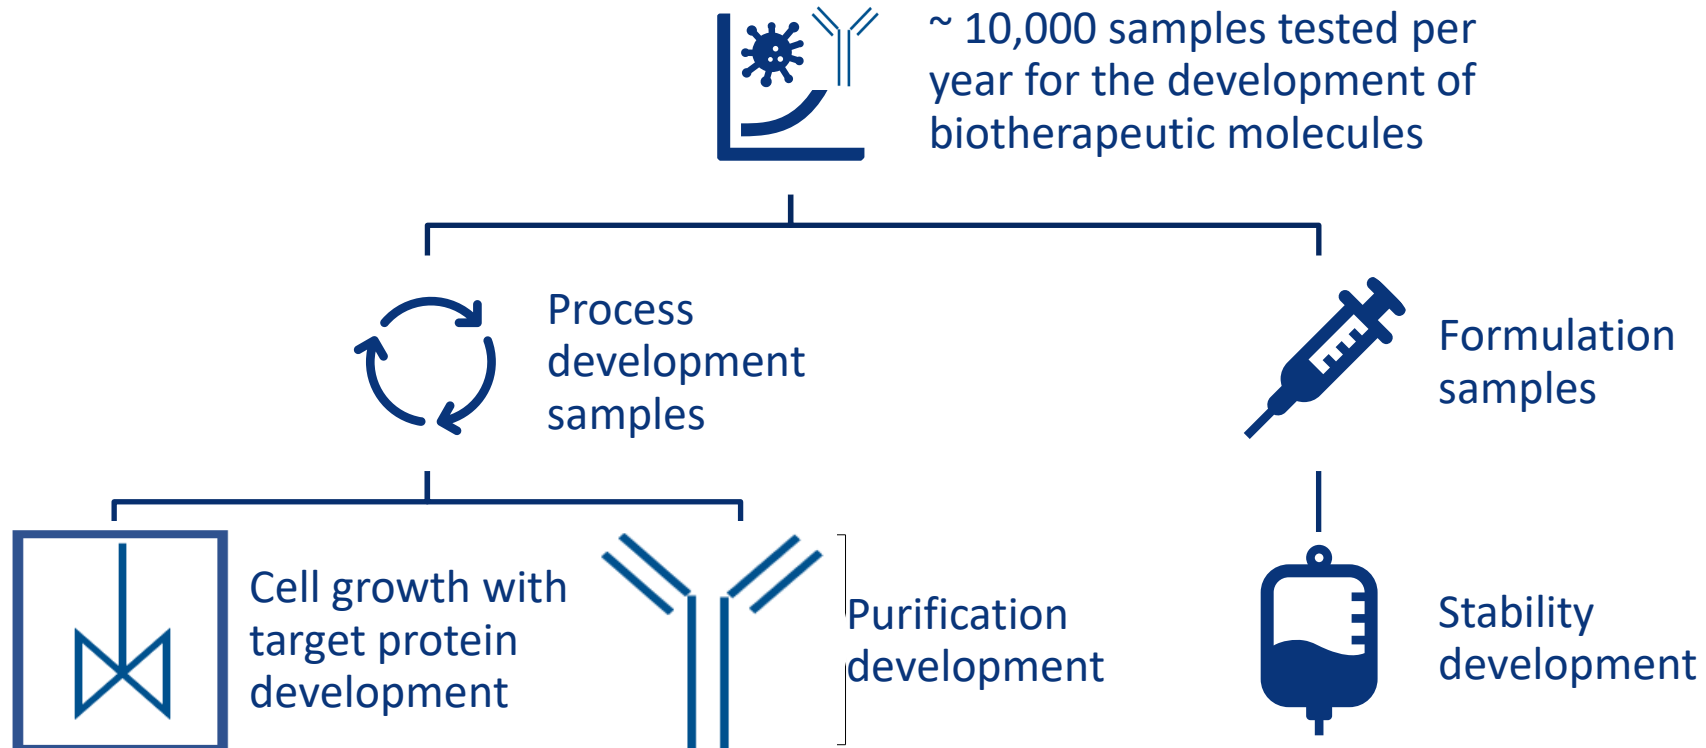 ~ 10,000 samples tested per
year for the development of
biotherapeutic molecules
Process
development
samples
Formulation
samples
Cell growth with
target protein
development
Purification
development
Stability
development